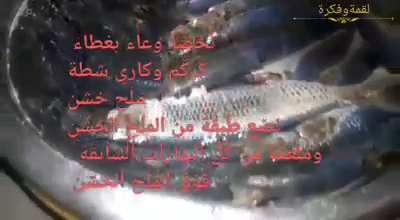 لقمة وفكرة
نحضر وعاء بغطاء
كركم وكاري شطة
ملح خشن
نضع طبقة من الملح الخشن
وملعقة من كل البهارات السابقة
فوق الملح الخشن